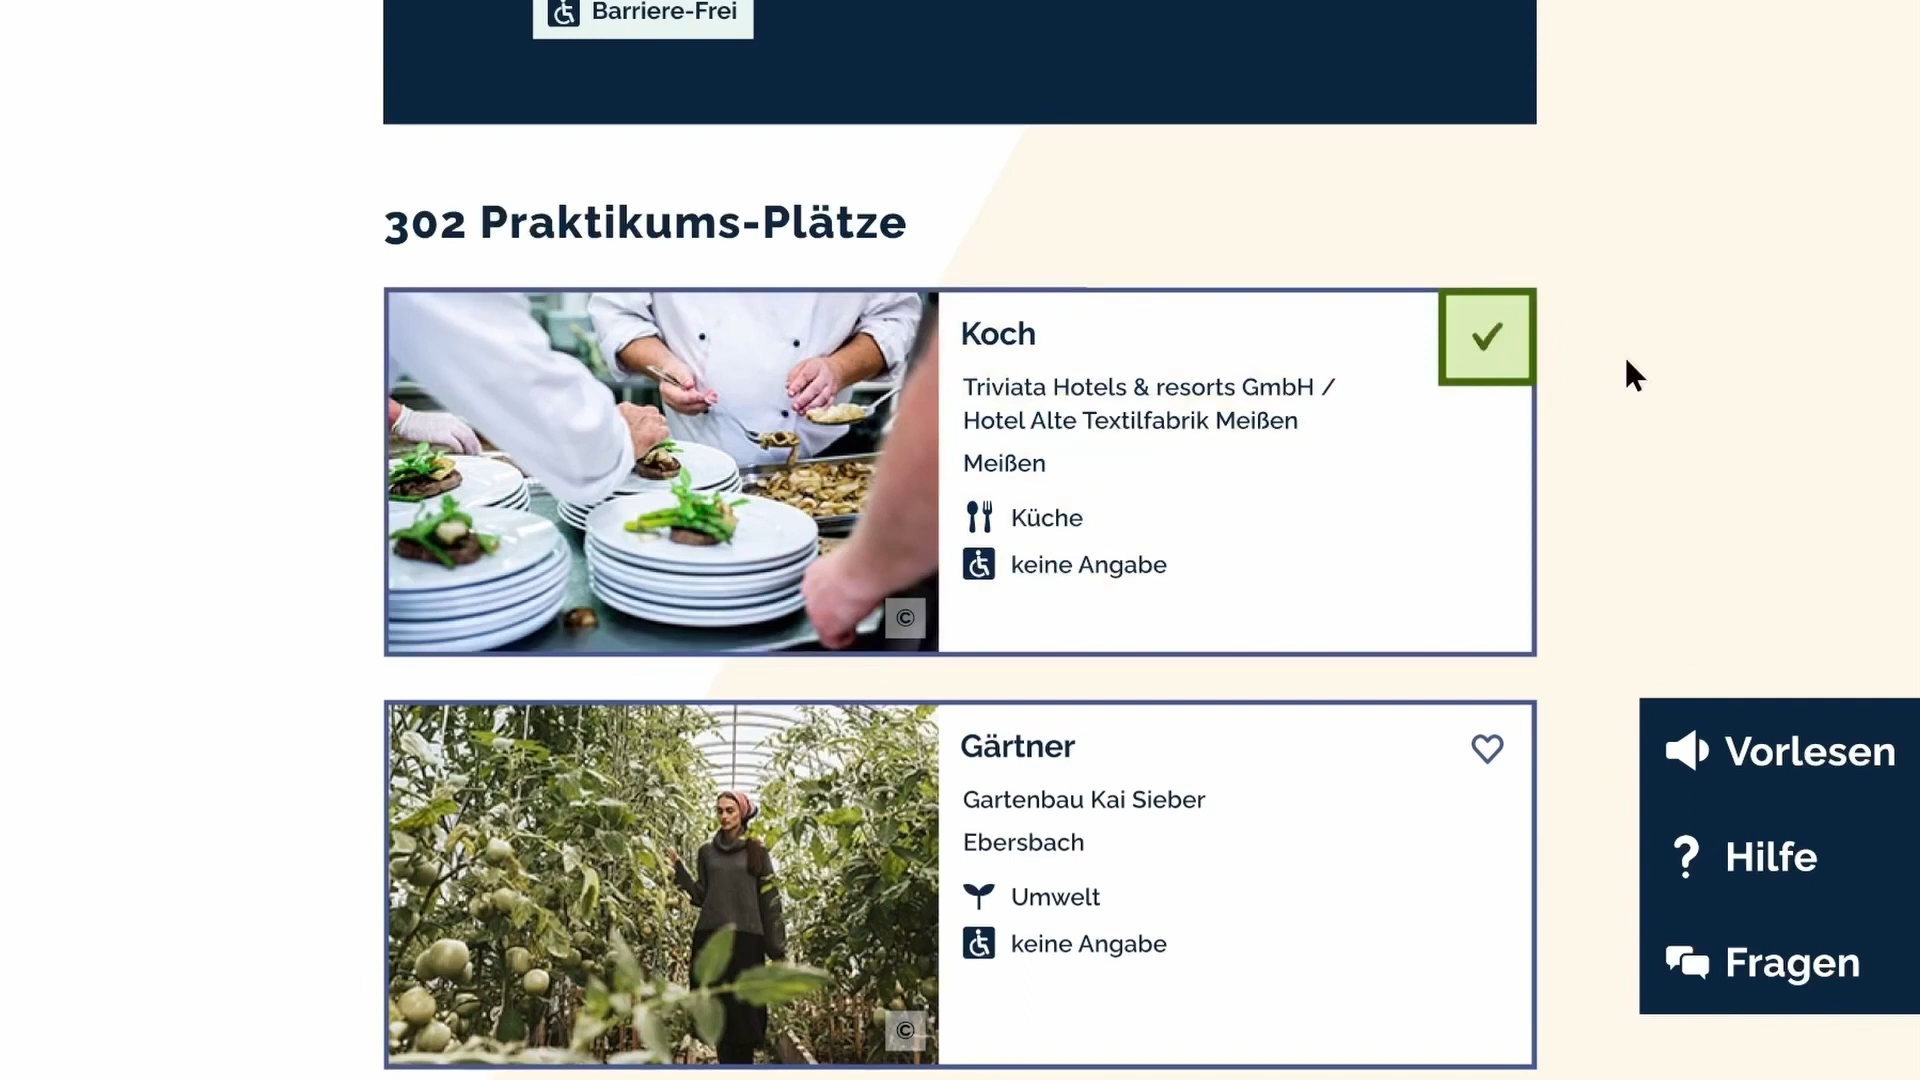 Barriere-Frei
302 Praktikums-Plätze
Koch
Triviata Hotels & resorts GmbH /
Hotel Alte Textilfabrik Meißen
Meißen
Küche
keine Angabe
©
Gärtner
Gartenbau Kai Sieber
Ebersbach
Umwelt
keine Angabe
©
Vorlesen
Hilfe
Fragen